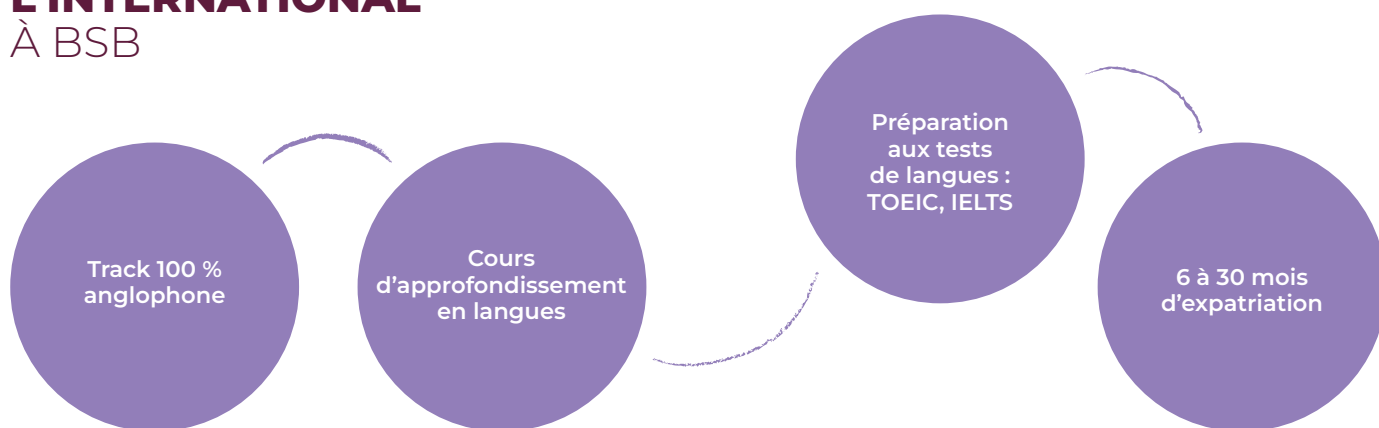 L'INTERNATIONAL
À BSB
Track 100 %
anglophone
Cours
d'approfondissement
en langues
Préparation
aux tests
de langues :
TOEIC, IELTS
6 à 30 mois
d'expatriation